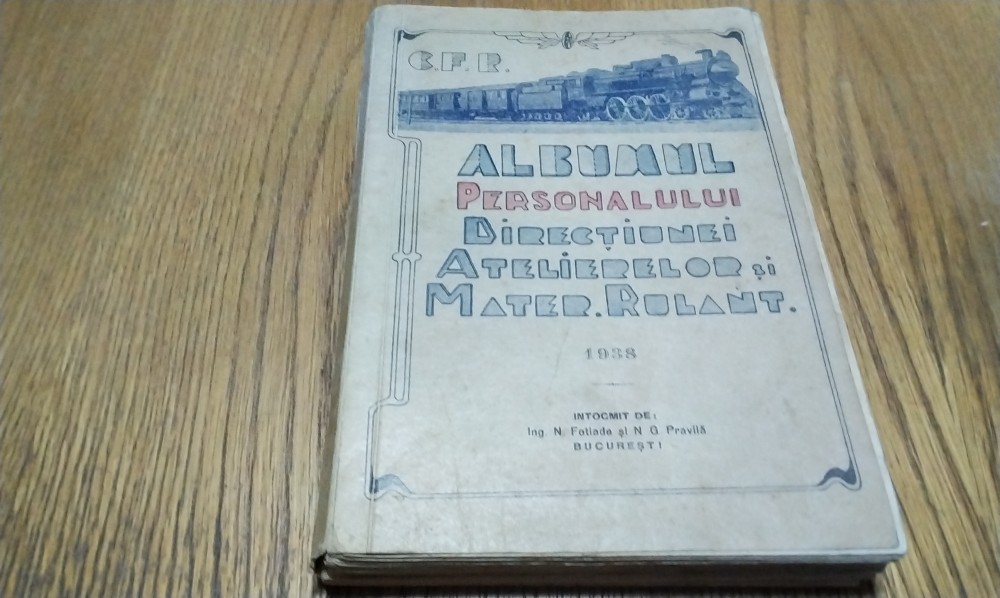 C.F.R.
ALBUMUL
PERSONALULUI
DIRECȚIUNEI
ATELIERELOR și
MATER. RULANT.
1938
INTOCMIT DE:
Ing. N. Fotiade și N. G. Pravilă
BUCUREȘTI